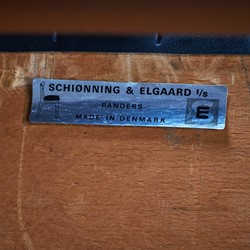 SCHIØNNING & ELGAARD I/S
RANDERS
MADE IN DENMARK
E